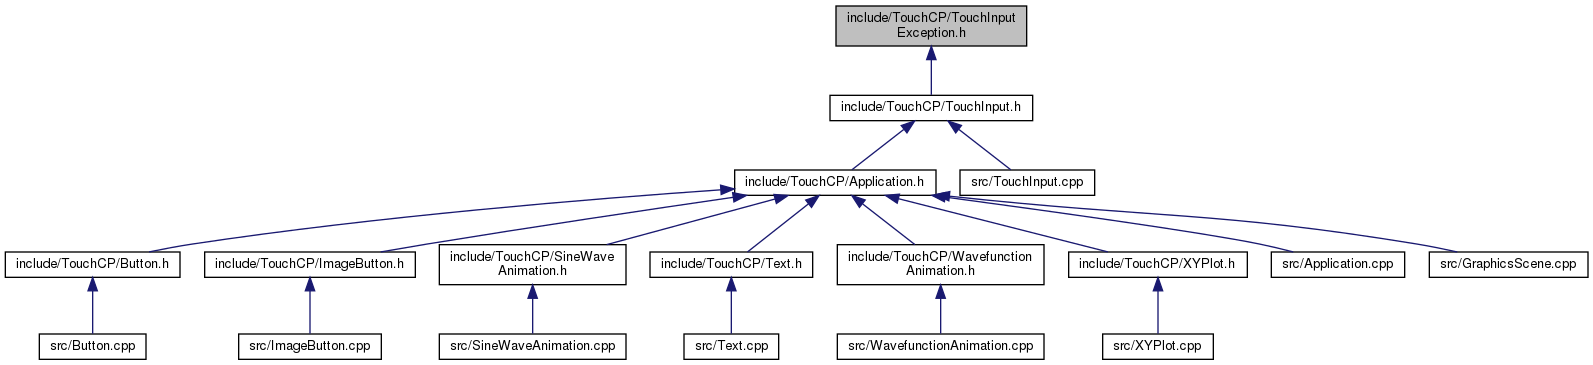 include/TouchCP/TouchInput
Exception.h
include/TouchCP/TouchInput.h
include/TouchCP/Application.h
src/TouchInput.cpp
include/TouchCP/Button.h
include/TouchCP/ImageButton.h
include/TouchCP/SineWave
Animation.h
include/TouchCP/Text.h
include/TouchCP/Wavefunction
Animation.h
include/TouchCP/XYPlot.h
src/Application.cpp
src/GraphicsScene.cpp
src/Button.cpp
src/ImageButton.cpp
src/SineWaveAnimation.cpp
src/Text.cpp
src/WavefunctionAnimation.cpp
src/XYPlot.cpp